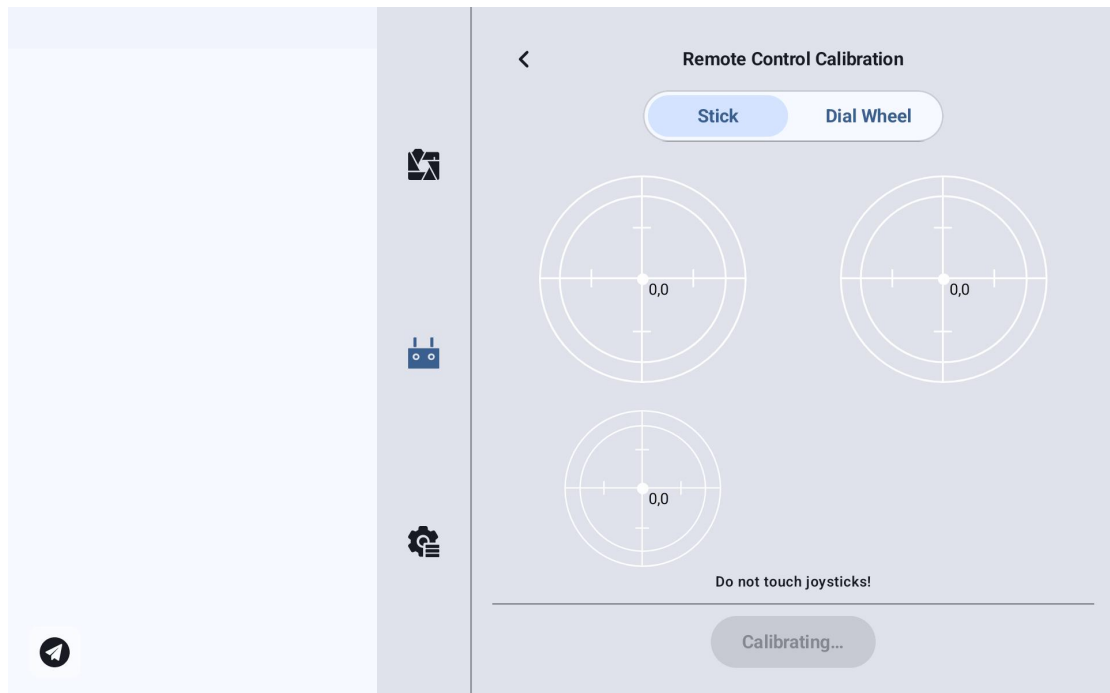 Remote Control Calibration
Stick
Dial Wheel
0,0
0,0
0,0
Do not touch joysticks!
Calibrating...